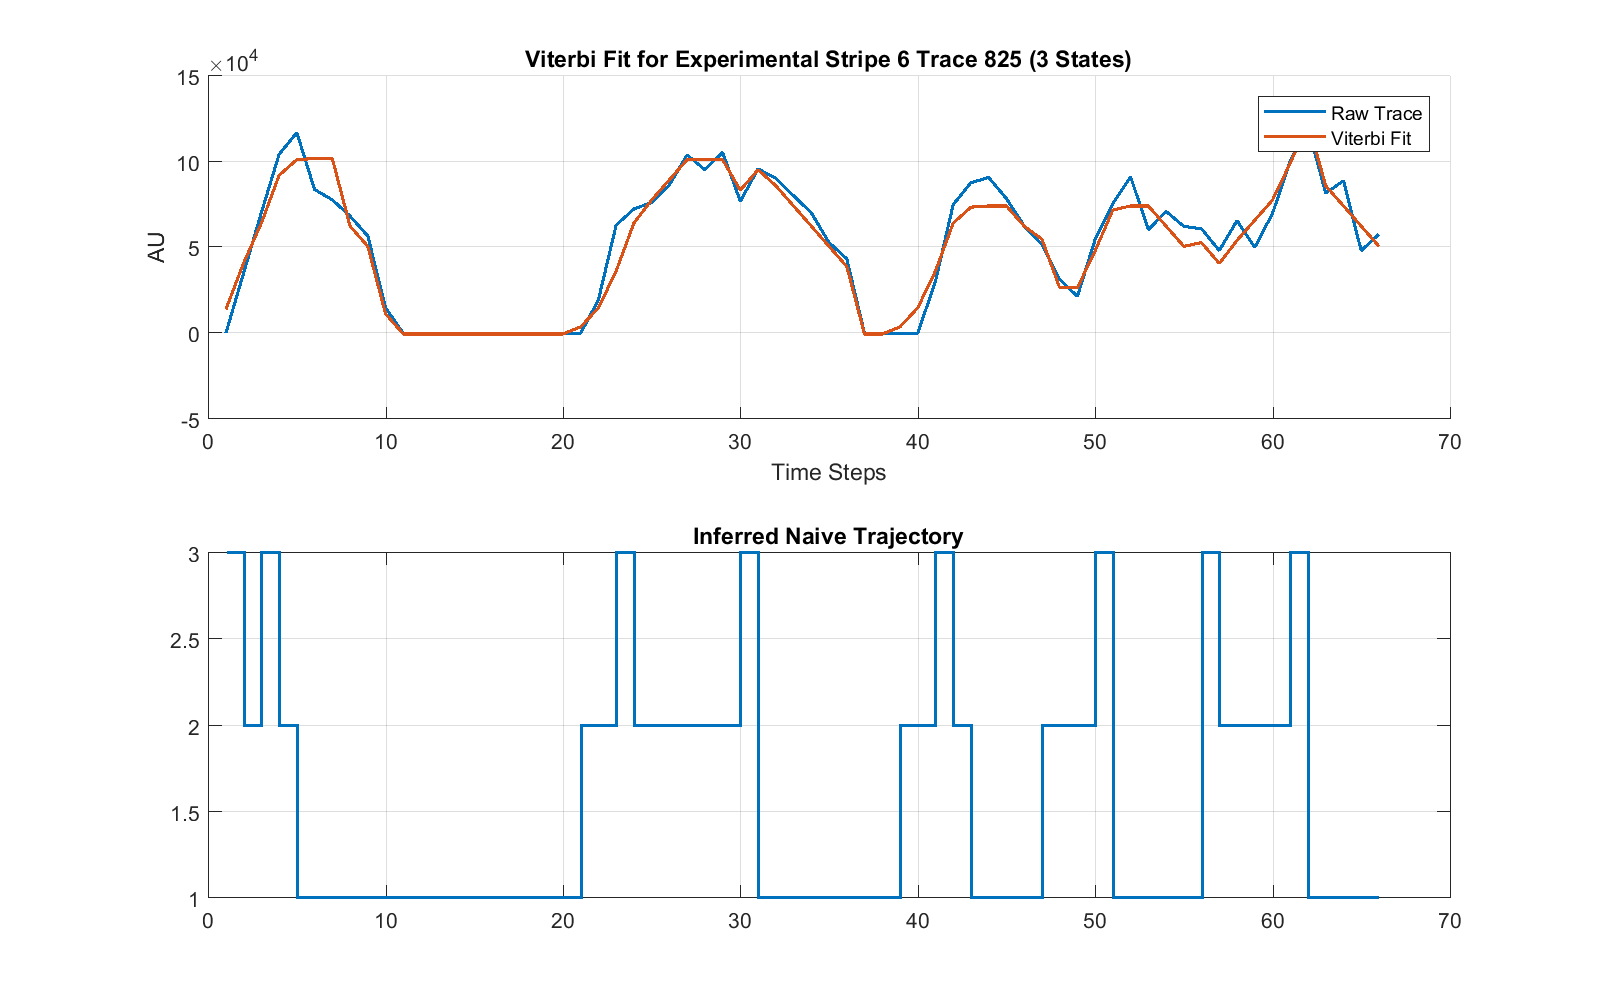 Viterbi Fit for Experimental Stripe 6 Trace 825 (3 States)
×10⁴
15
10
5
0
-5
AU
Raw Trace
Viterbi Fit
0 10 20 30 40 50 60 70
Time Steps
Inferred Naive Trajectory
3
2.5
2
1.5
1
0 10 20 30 40 50 60 70